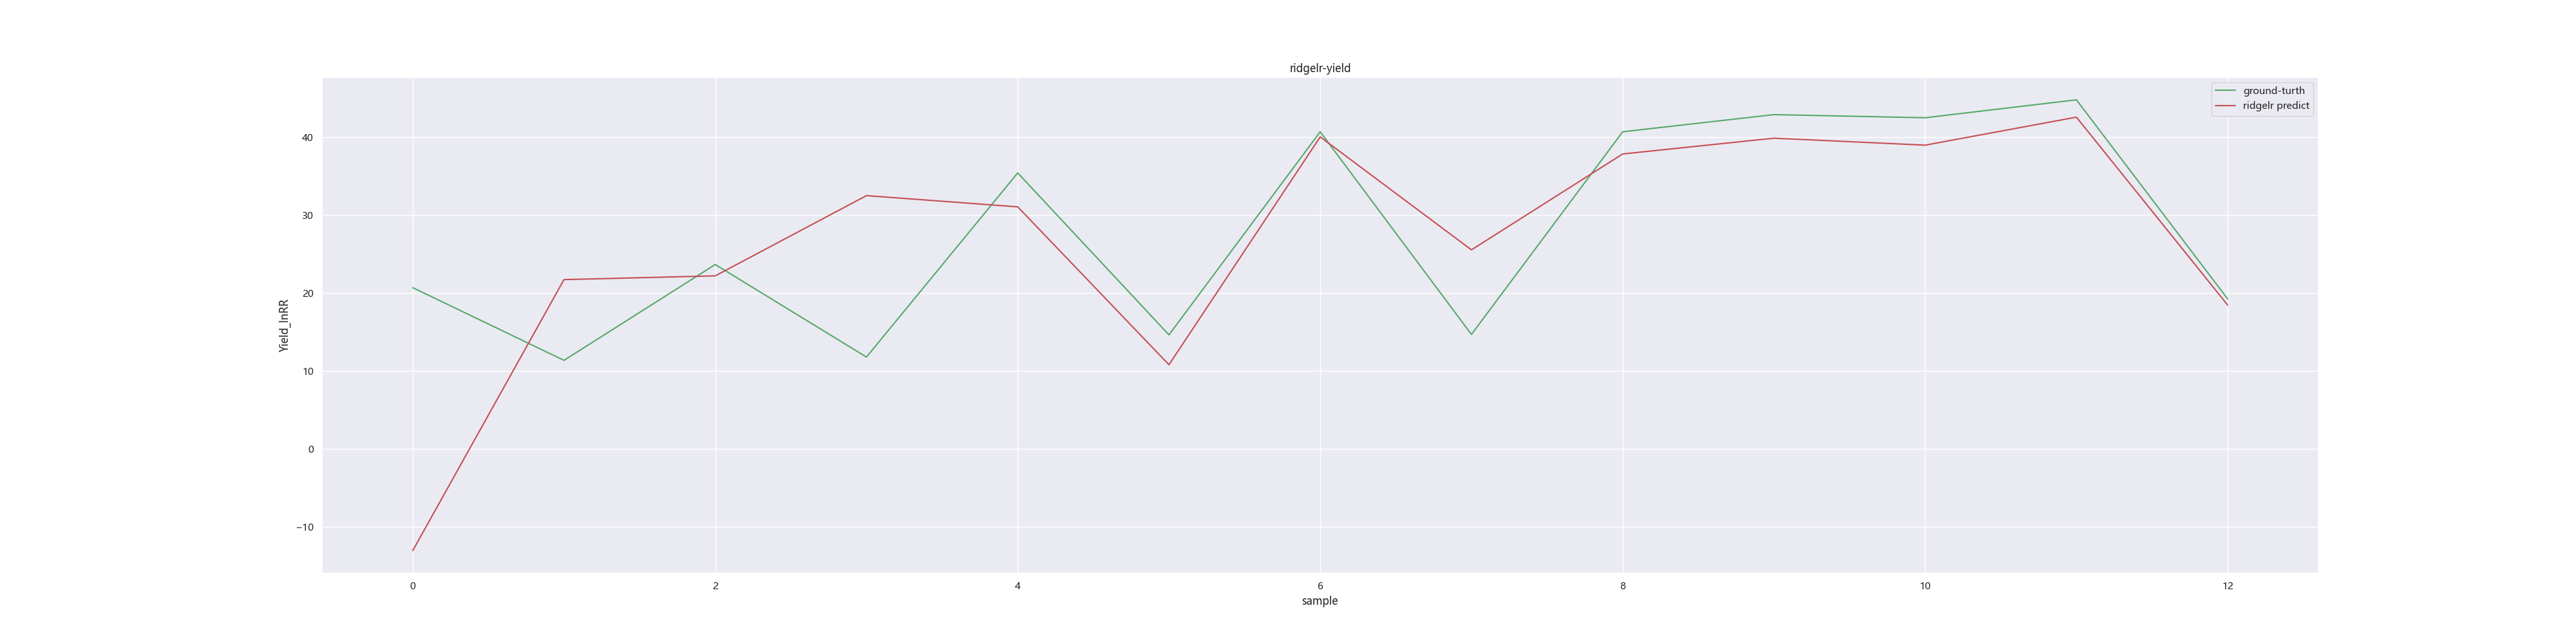 ridgelr-yield
ground-turth
ridgelr predict
Yield_lnRR
40
30
20
10
0
−10
0 2 4 6 8 10 12
sample